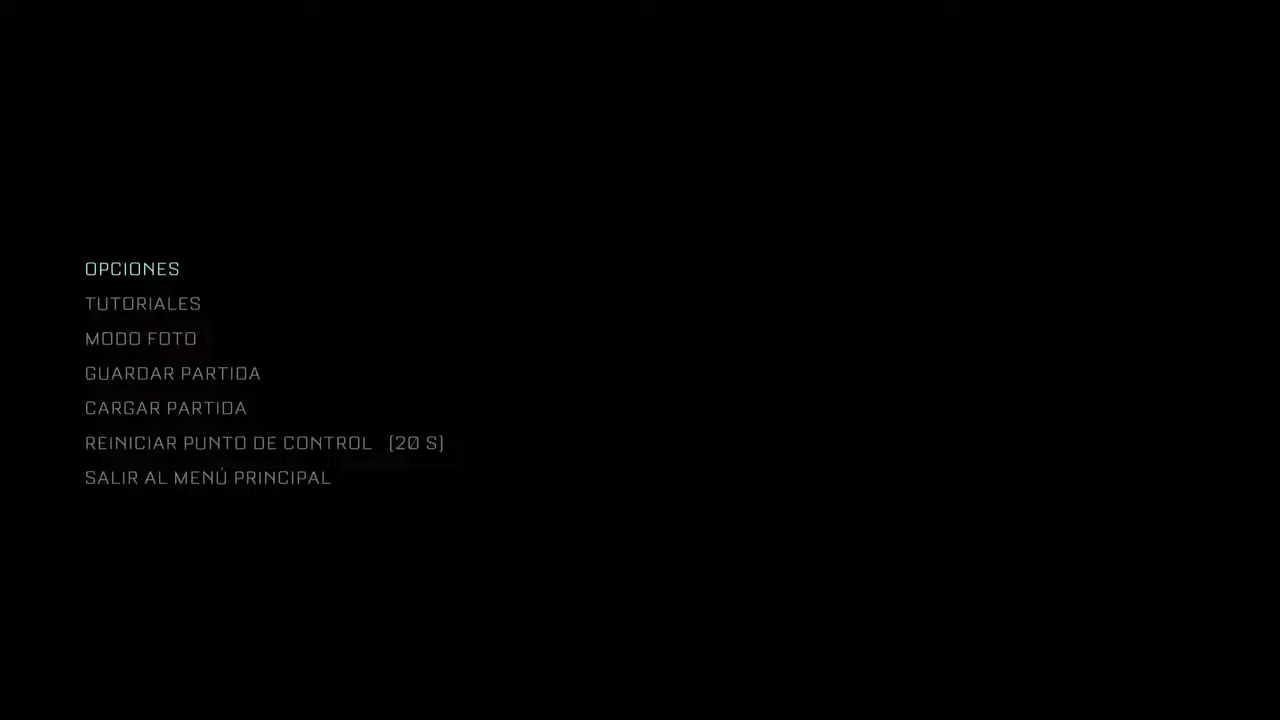 OPCIONES
TUTORIALES
MODO FOTO
GUARDAR PARTIDA
CARGAR PARTIDA
REINICIAR PUNTO DE CONTROL (20 S)
SALIR AL MENÚ PRINCIPAL